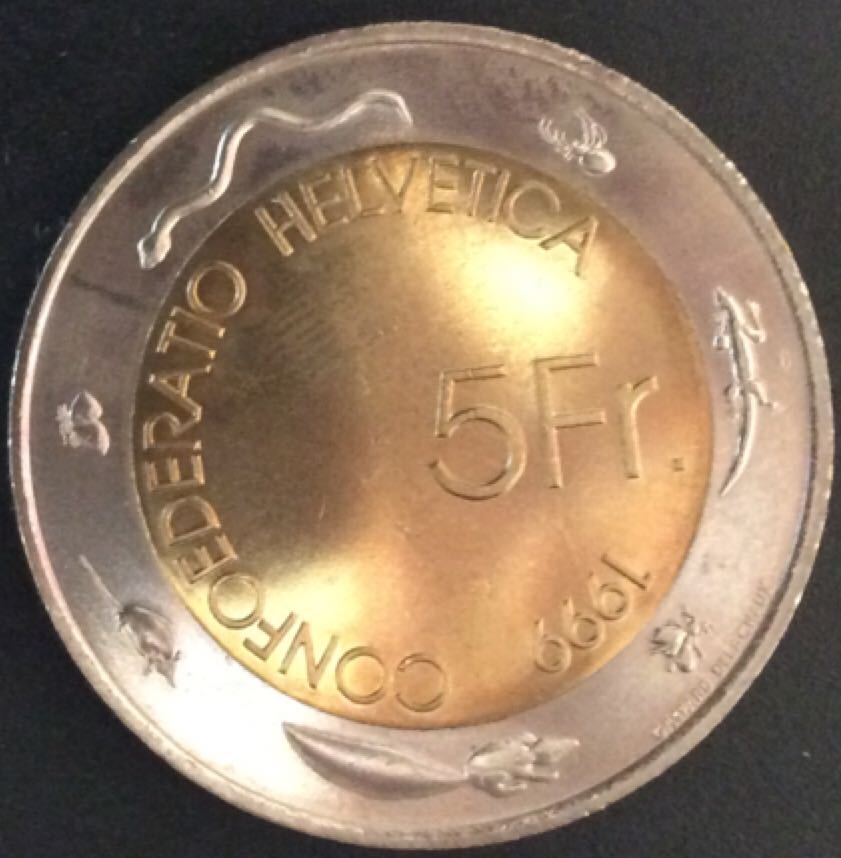 CONFOEDERATIO HELVETICA
5Fr.
1999